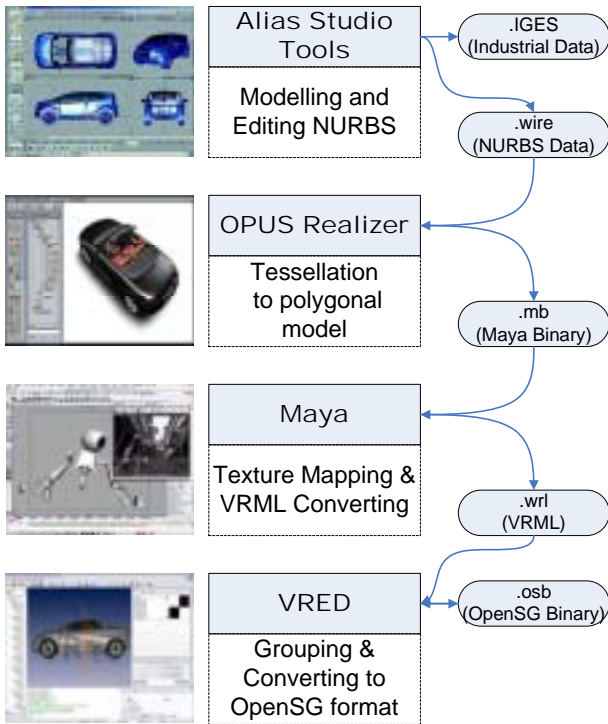 Alias Studio
Tools
Modelling and
Editing NURBS
.IGES
(Industrial Data)
.wire
(NURBS Data)
OPUS Realizer
Tessellation
to polygonal
model
.mb
(Maya Binary)
Maya
Texture Mapping &
VRML Converting
.wrl
(VRML)
VRED
Grouping &
Converting to
OpenSG format
.osb
(OpenSG Binary)